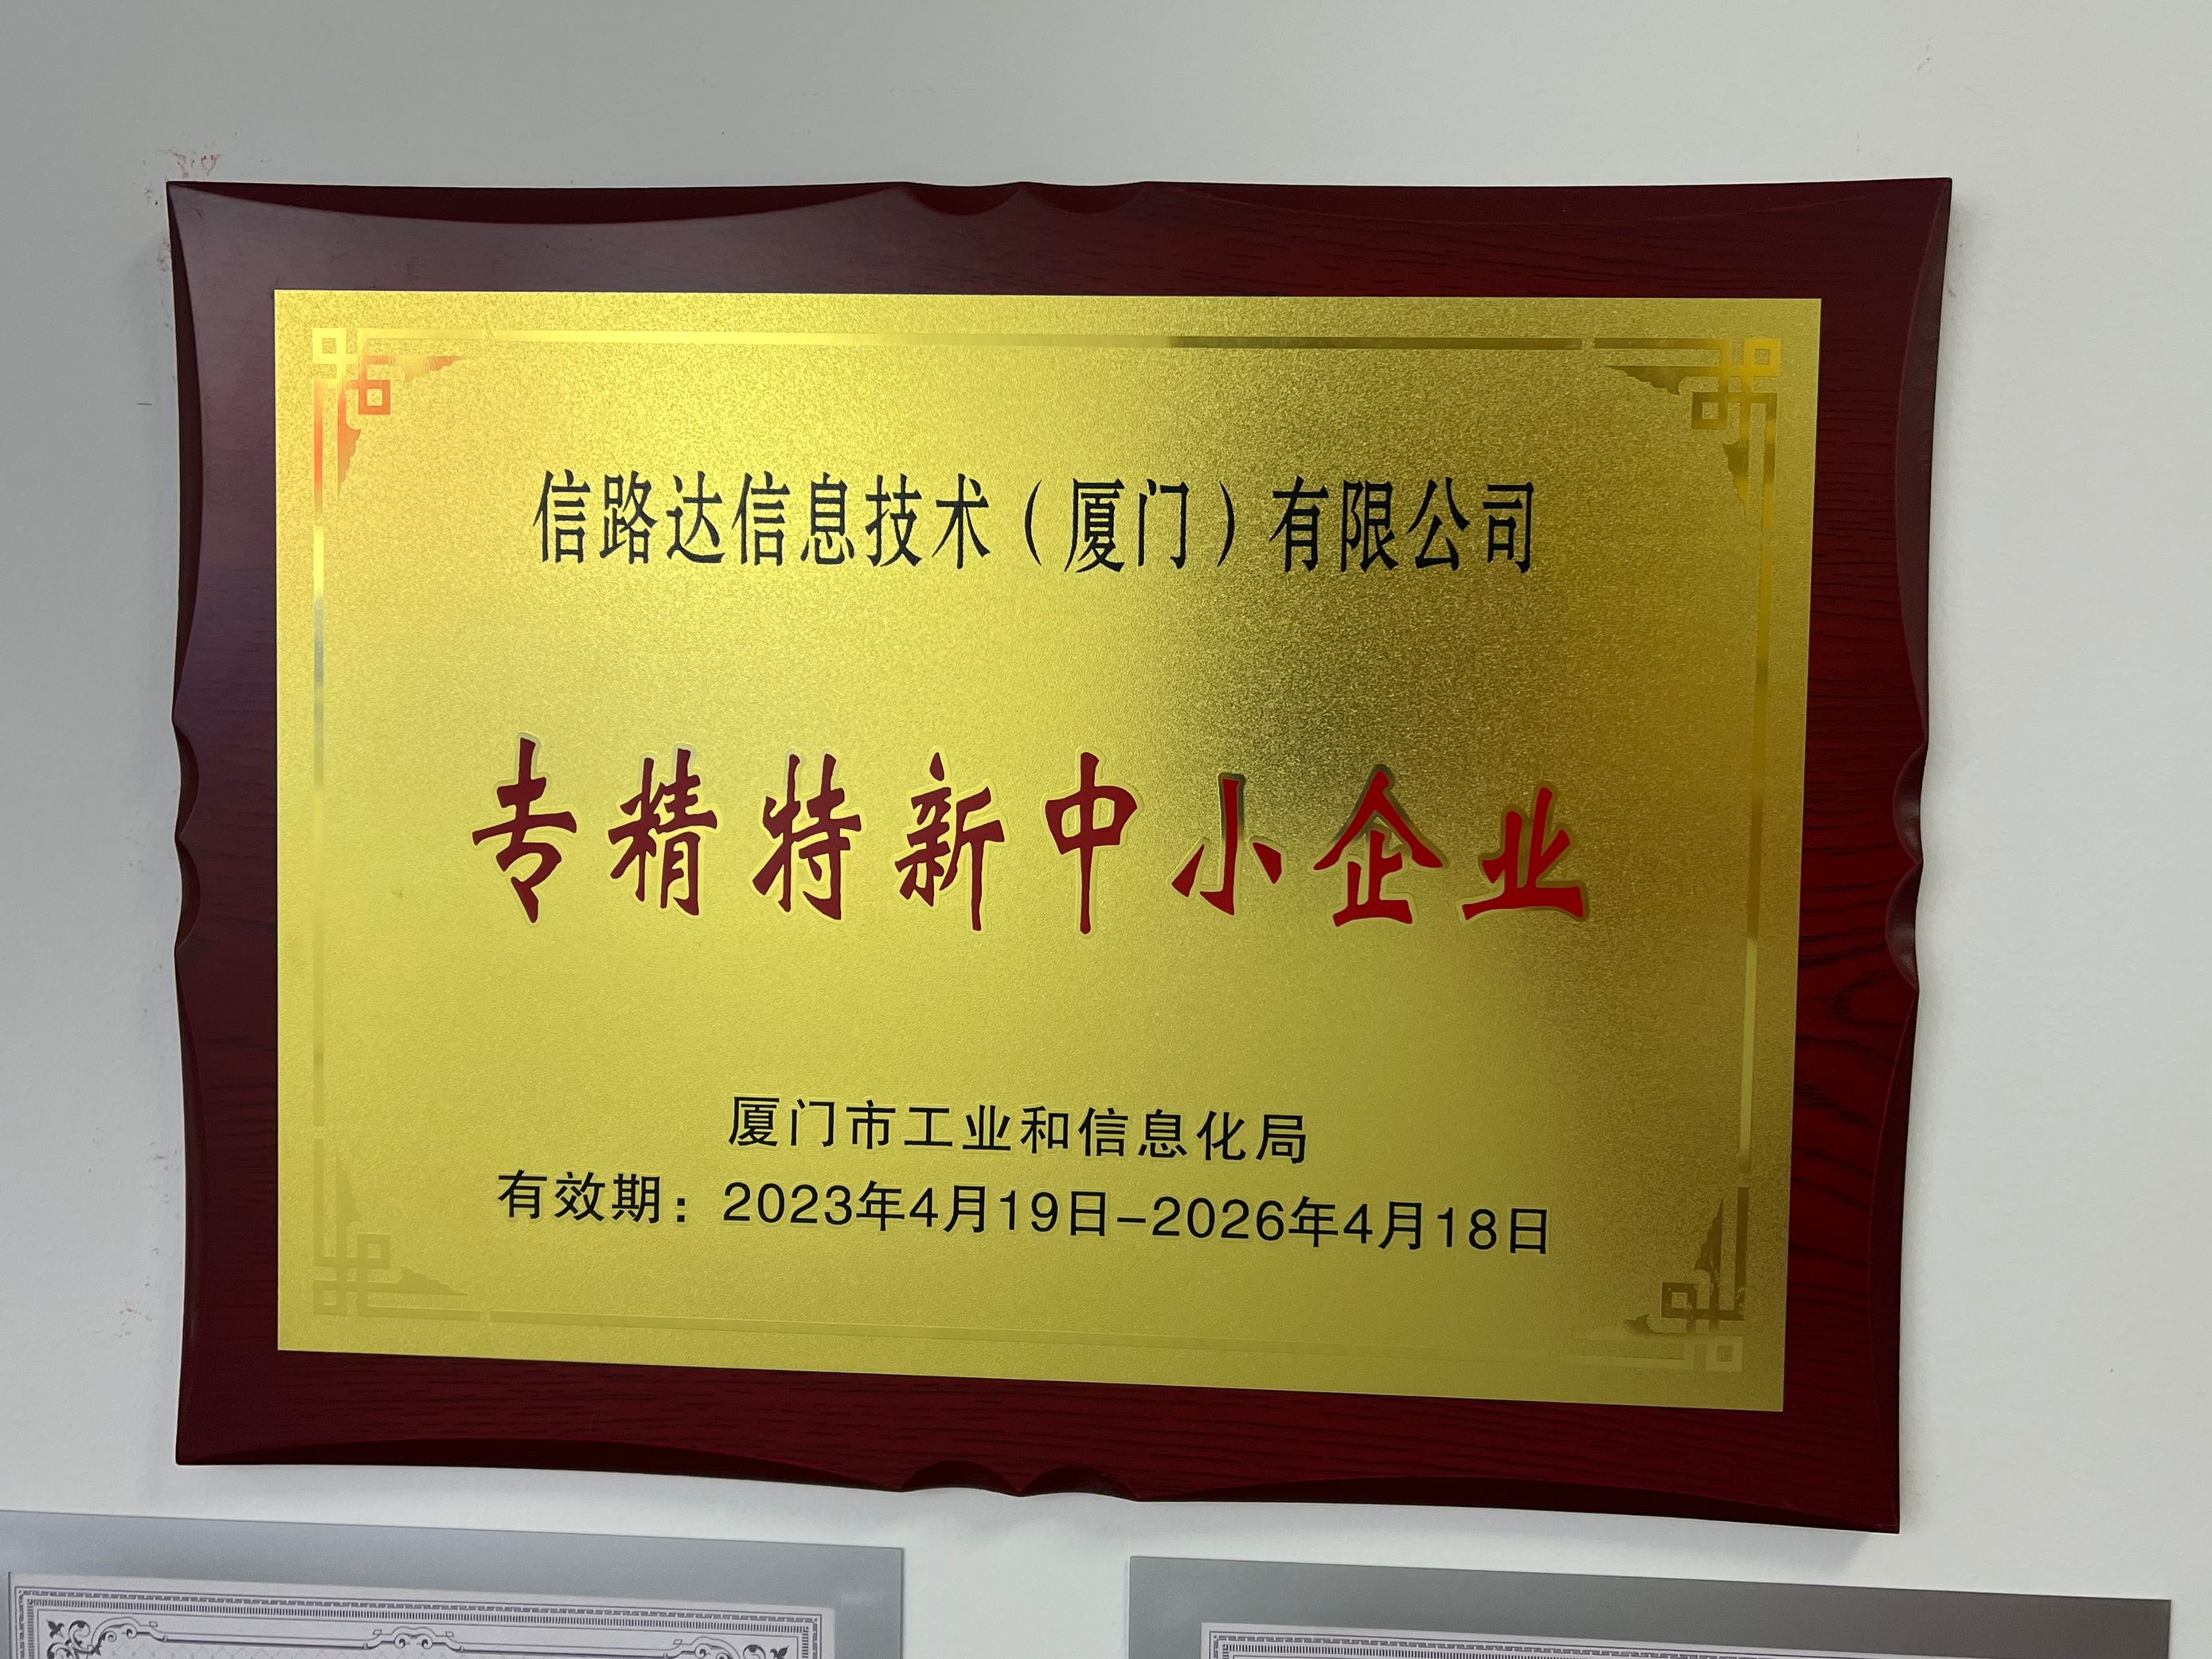 信路达信息技术（厦门）有限公司
专精特新中小企业
厦门市工业和信息化局
有效期：2023年4月19日-2026年4月18日